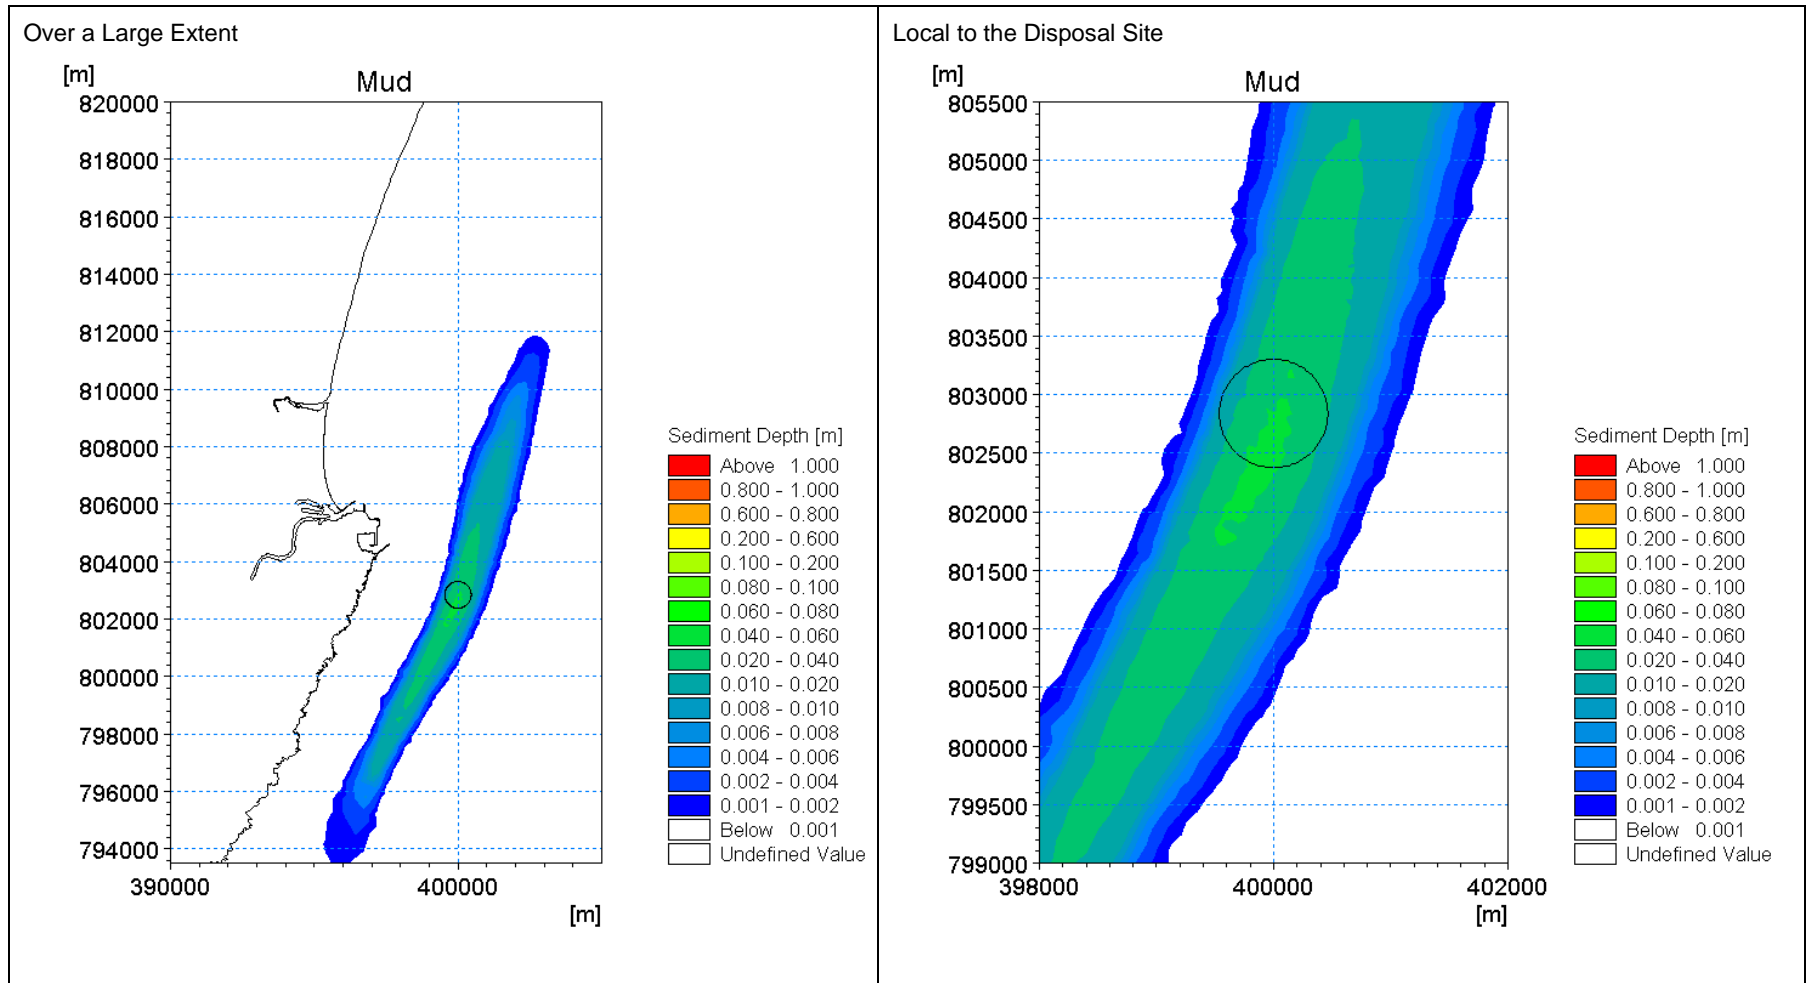 Over a Large Extent
[m]
Mud
820000
818000
816000
814000
812000
810000
808000
806000
804000
802000
800000
798000
796000
794000
390000 400000
[m]
Sediment Depth [m]
Above 1.000
0.800 - 1.000
0.600 - 0.800
0.200 - 0.600
0.100 - 0.200
0.080 - 0.100
0.060 - 0.080
0.040 - 0.060
0.020 - 0.040
0.010 - 0.020
0.008 - 0.010
0.006 - 0.008
0.004 - 0.006
0.002 - 0.004
0.001 - 0.002
Below 0.001
Undefined Value
Local to the Disposal Site
[m]
Mud
805500
805000
804500
804000
803500
803000
802500
802000
801500
801000
800500
800000
799500
799000
398000 400000 402000
[m]
Sediment Depth [m]
Above 1.000
0.800 - 1.000
0.600 - 0.800
0.200 - 0.600
0.100 - 0.200
0.080 - 0.100
0.060 - 0.080
0.040 - 0.060
0.020 - 0.040
0.010 - 0.020
0.008 - 0.010
0.006 - 0.008
0.004 - 0.006
0.002 - 0.004
0.001 - 0.002
Below 0.001
Undefined Value